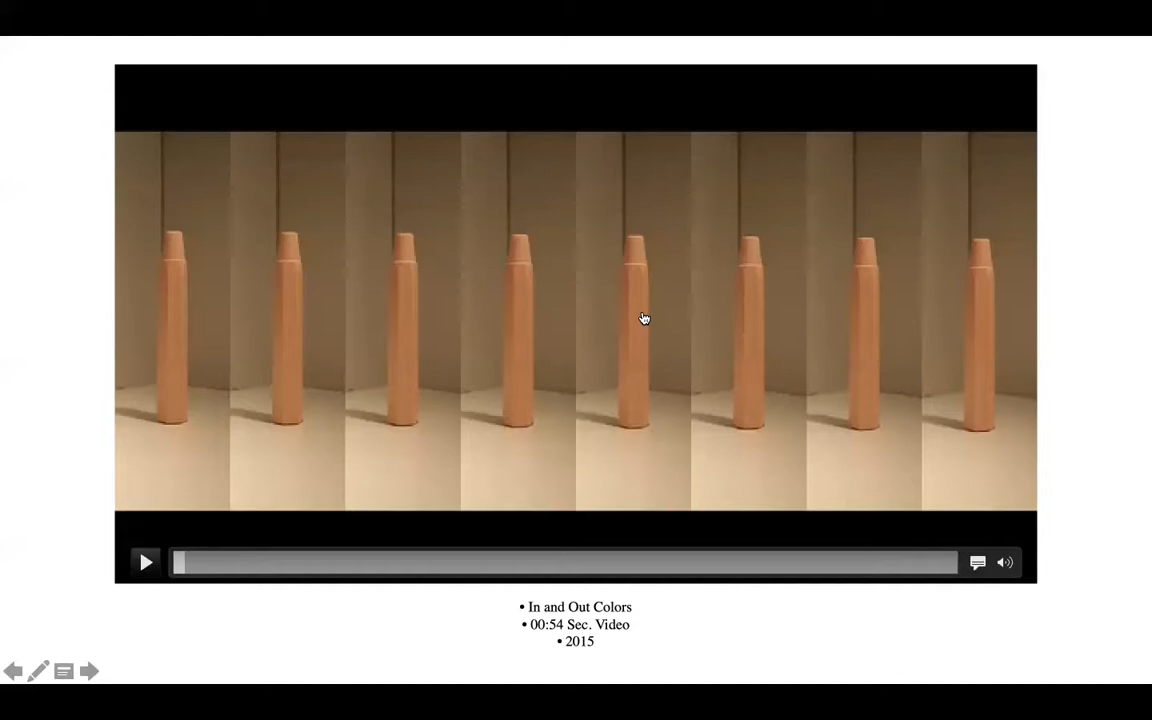 • In and Out Colors
• 00:54 Sec. Video
• 2015